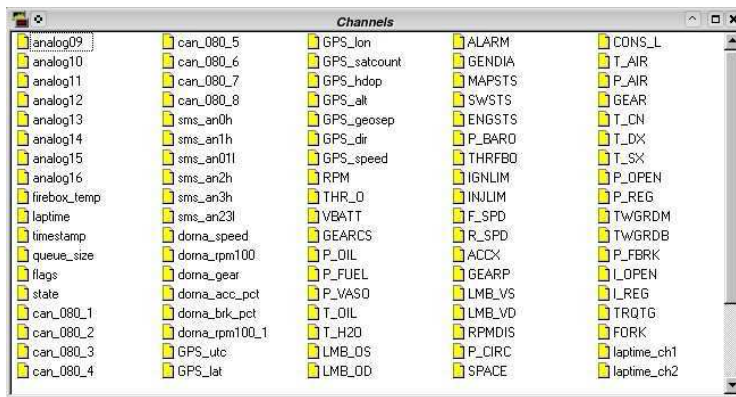 Channels
analog09
analog10
analog11
analog12
analog13
analog14
analog15
analog16
firebox_temp
laptime
timestamp
queue_size
flags
state
can_080_1
can_080_2
can_080_3
can_080_4
can_080_5
can_080_6
can_080_7
can_080_8
sms_an0h
sms_an1h
sms_an01l
sms_an2h
sms_an3h
sms_an23l
dorna_speed
dorna_rpm100
dorna_gear
dorna_acc_pct
dorna_brk_pct
dorna_rpm100_1
GPS_utc
GPS_lat
GPS_lon
GPS_satcount
GPS_hdop
GPS_alt
GPS_geosep
GPS_dir
GPS_speed
RPM
THR_O
VBATT
GEARCS
P_OIL
P_FUEL
P_VASO
T_OIL
T_H2O
LMB_OS
LMB_OD
ALARM
GENDIA
MAPSTS
SWSTS
ENGSTS
P_BARO
THRFBO
IGNLIM
INJLIM
F_SPD
R_SPD
ACCX
GEARP
LMB_VS
LMB_VD
RPMDIS
P_CIRC
SPACE
CONS_L
T_AIR
P_AIR
GEAR
T_CN
T_DX
T_SX
P_OPEN
P_REG
TWGRDM
TWGRDB
P_FBRK
I_OPEN
I_REG
TRQTG
FORK
laptime_ch1
laptime_ch2